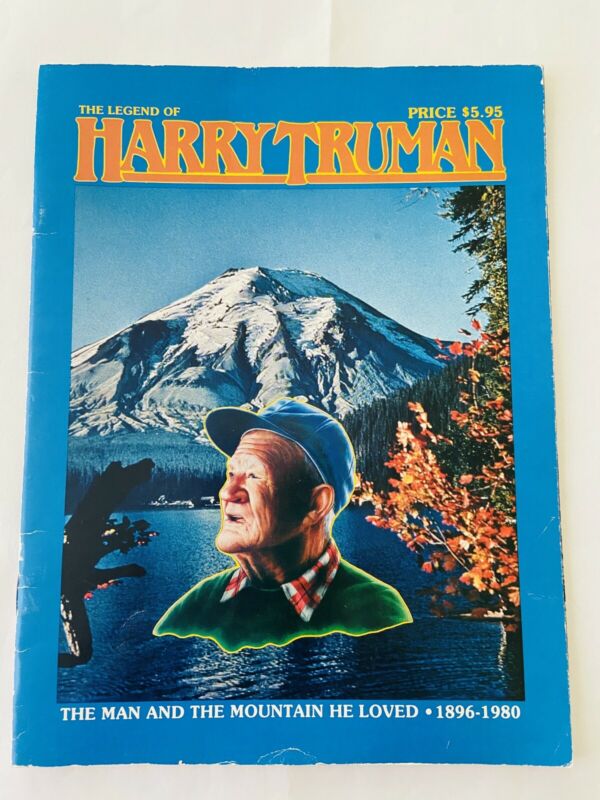 THE LEGEND OF
PRICE $5.95
HARRY TRUMAN
THE MAN AND THE MOUNTAIN HE LOVED • 1896-1980